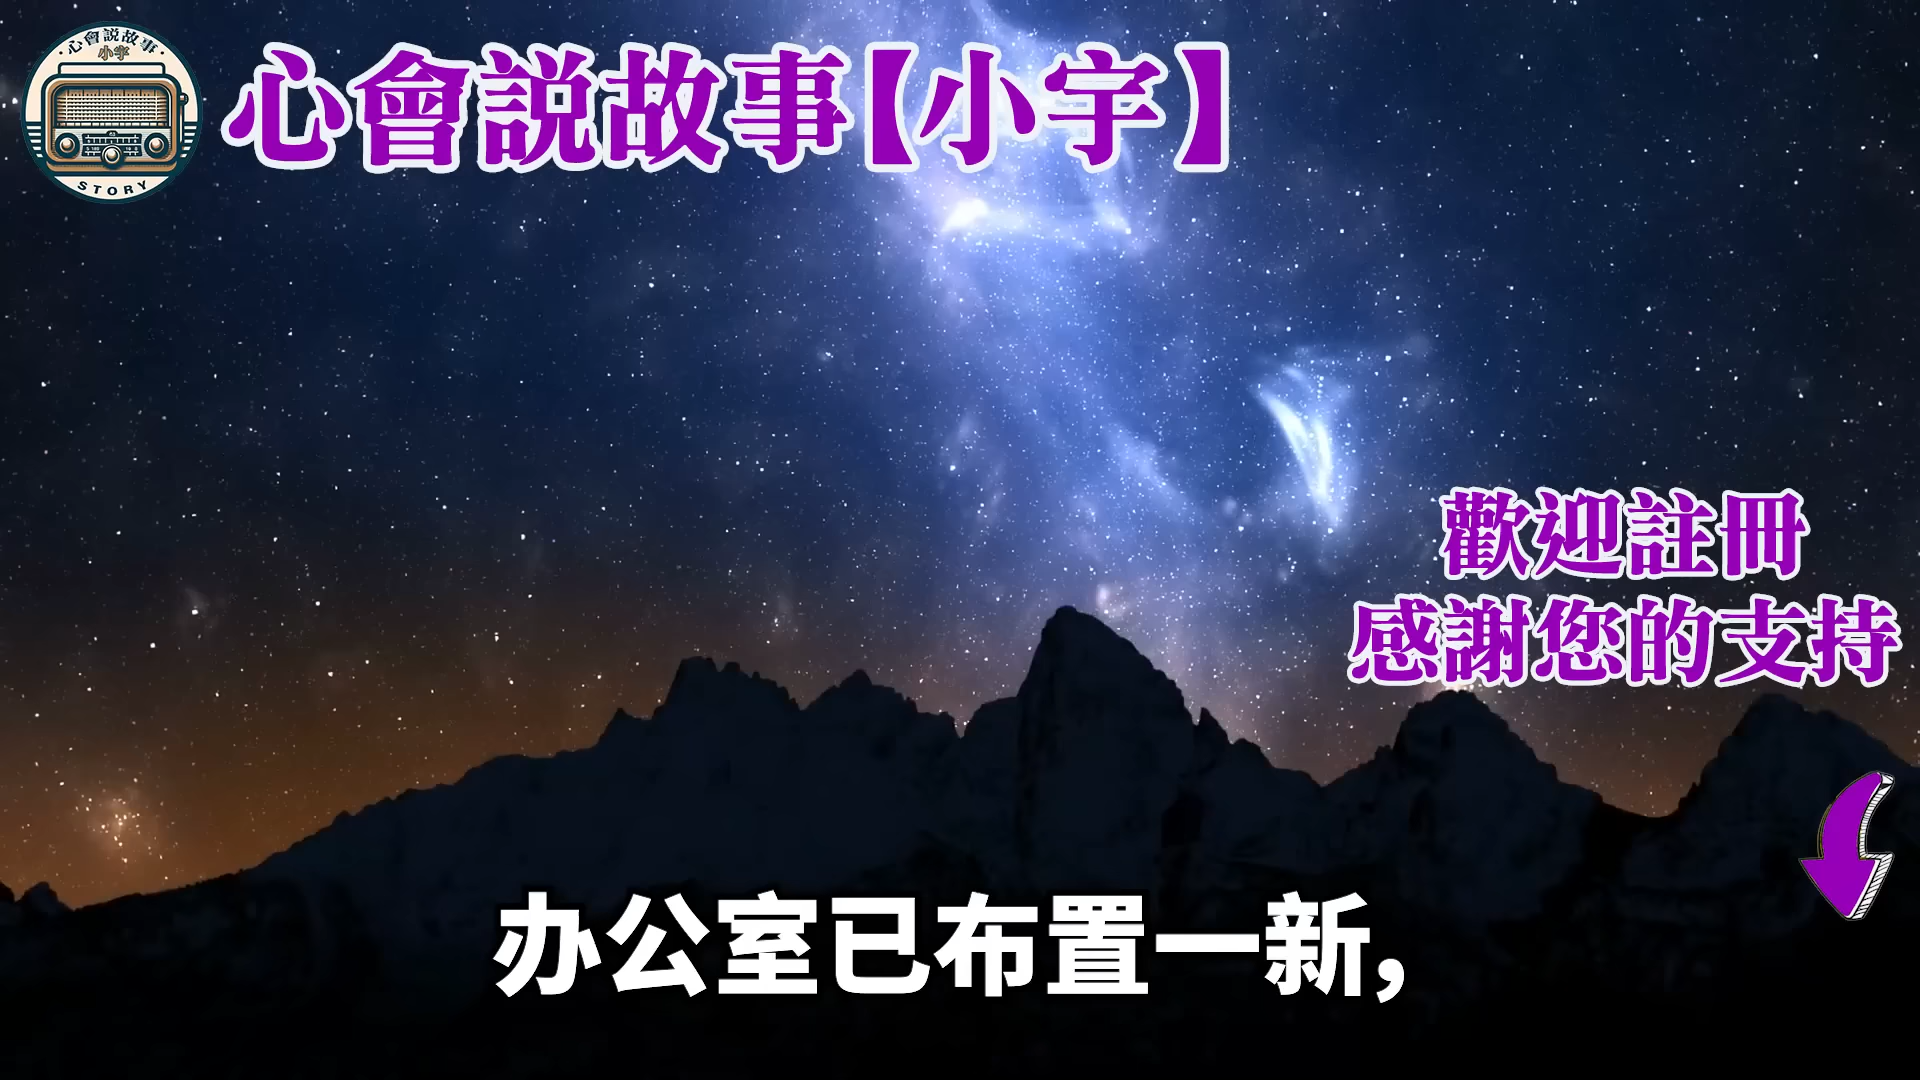 ·心會説故事·
小宇
STORY
心會説故事【小宇】
歡迎註冊
感謝您的支持
办公室已布置一新,